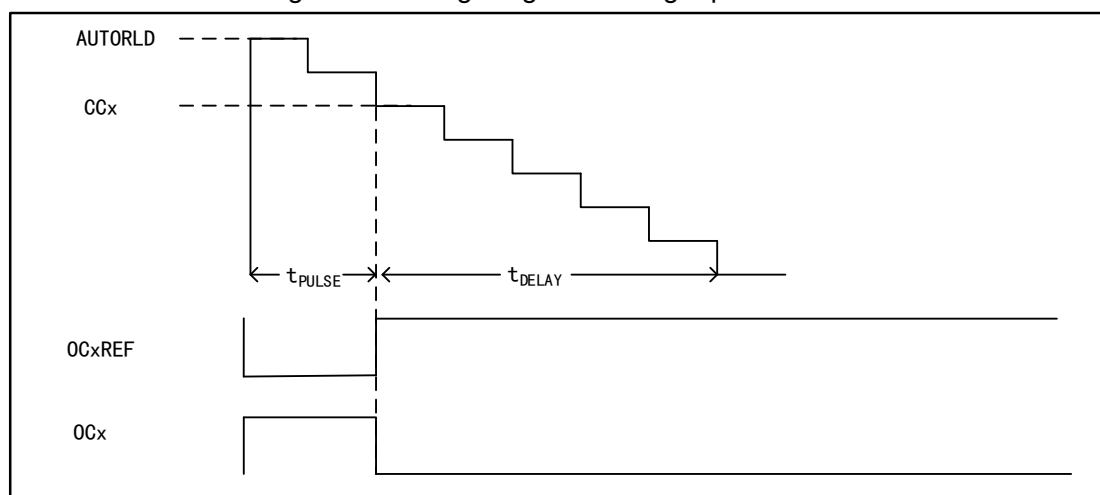 AUTORLD
CCx
tPULSE
tDELAY
OCxREF
OCx